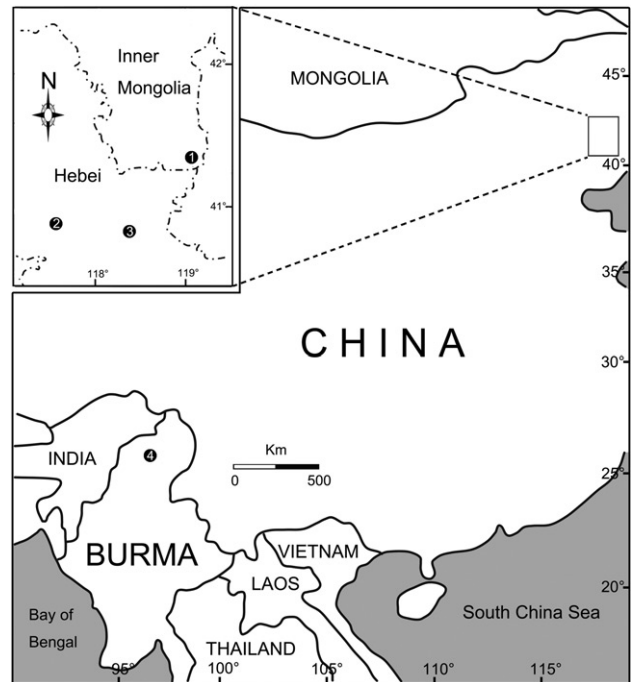 Inner
Mongolia
42°
N
1
Hebei
41°
2
3
118°
119°
MONGOLIA
45°
40°
35°
CHINA
30°
INDIA
4
Km
0
500
25°
BURMA
VIETNAM
LAOS
20°
Bay of
Bengal
South China Sea
THAILAND
95°
100°
105°
110°
115°